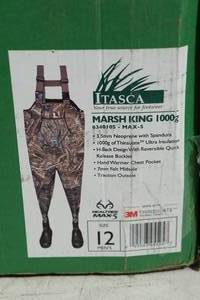 ITASCA
Your true source for footwear
MARSH KING 1000g
- MAX-5
• 3.5mm Neoprene with Spandura
• 1000g of Thinsulate™ Ultra Insulation
• H-Back Design With Reversible Quick
Release Buckles
• Hand Warmer Chest Pocket
• 7mm Felt Midsole
• Traction Outsole
REALTREE
MAX-5
3M
SIZE
12
MEN'S